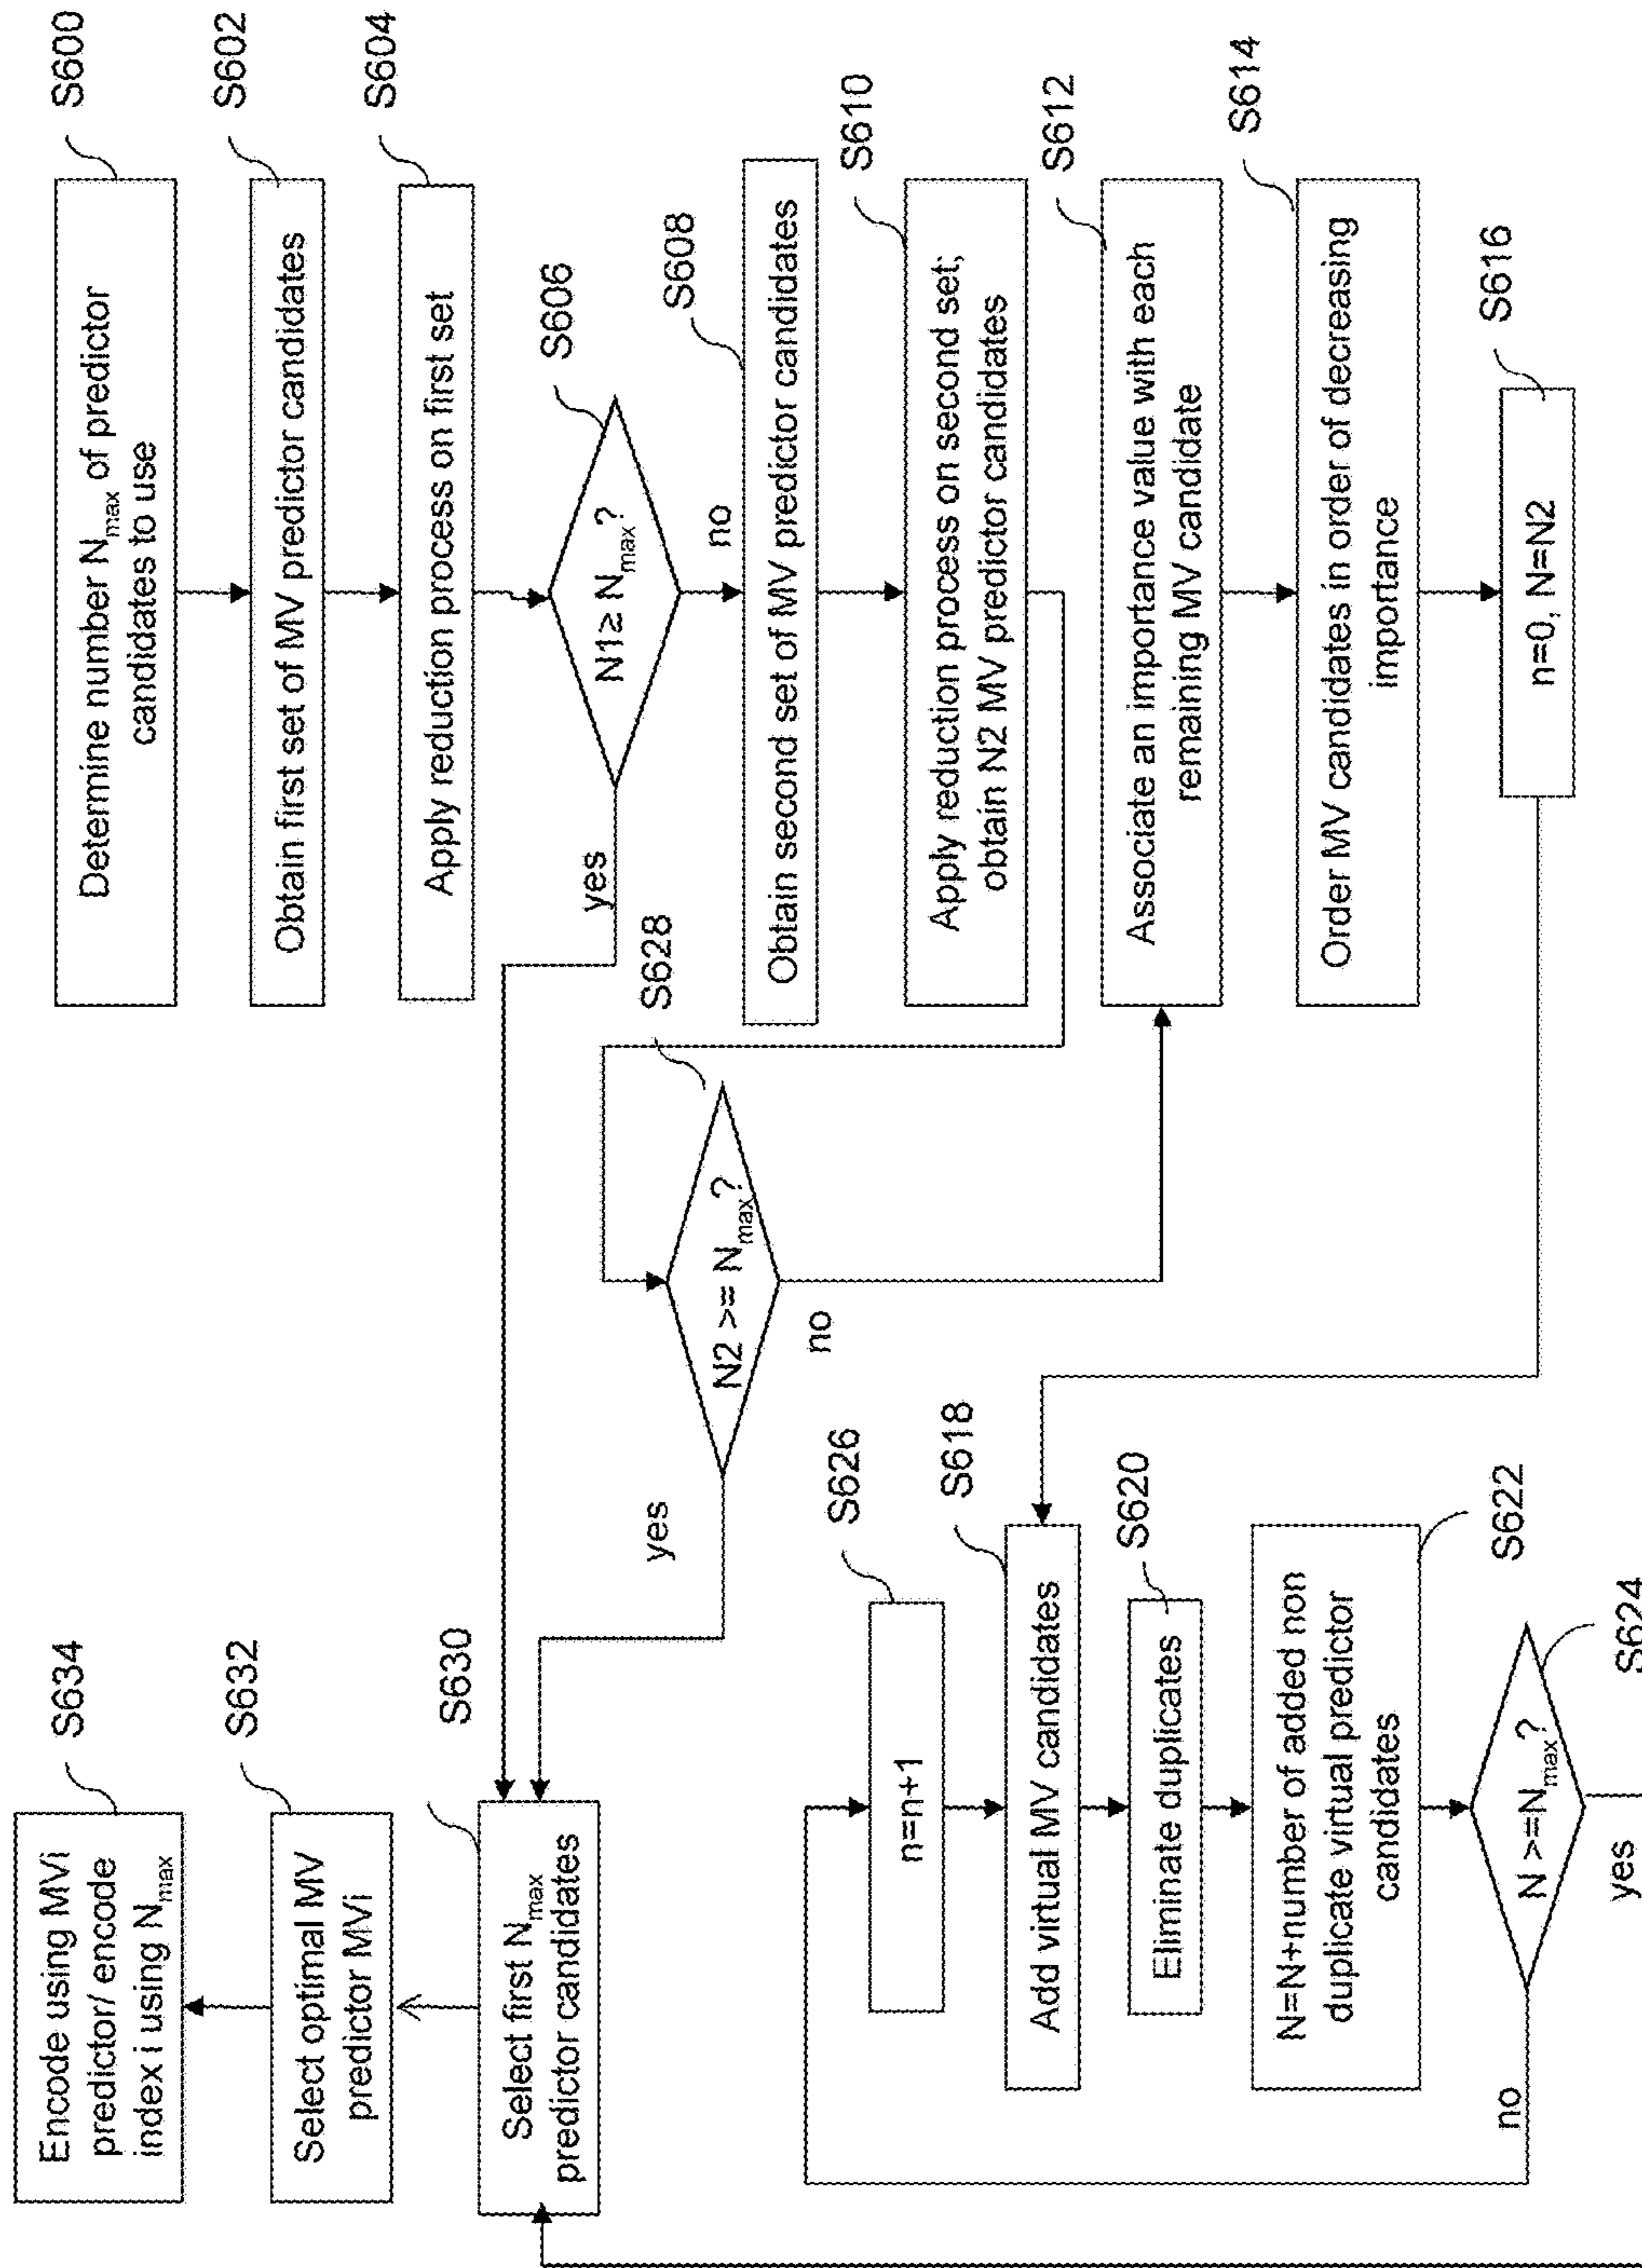 Determine number Nmax of predictor
candidates to use
S600
Obtain first set of MV predictor candidates
S602
Apply reduction process on first set
S604
N1≥ Nmax?
S606
yes
no
Obtain second set of MV predictor candidates
S608
Apply reduction process on second set;
obtain N2 MV predictor candidates
S610
Associate an importance value with each
remaining MV candidate
S612
Order MV candidates in order of decreasing
importance
S614
n=0, N=N2
S616
N2 >= Nmax?
S628
yes
no
Encode using MVi
predictor/ encode
index i using Nmax
S634
Select optimal MV
predictor MVi
S632
Select first Nmax
predictor candidates
S630
n=n+1
S626
Add virtual MV candidates
S618
Eliminate duplicates
S620
N=N+number of added non
duplicate virtual predictor
candidates
S622
N >=Nmax?
S624
no
yes